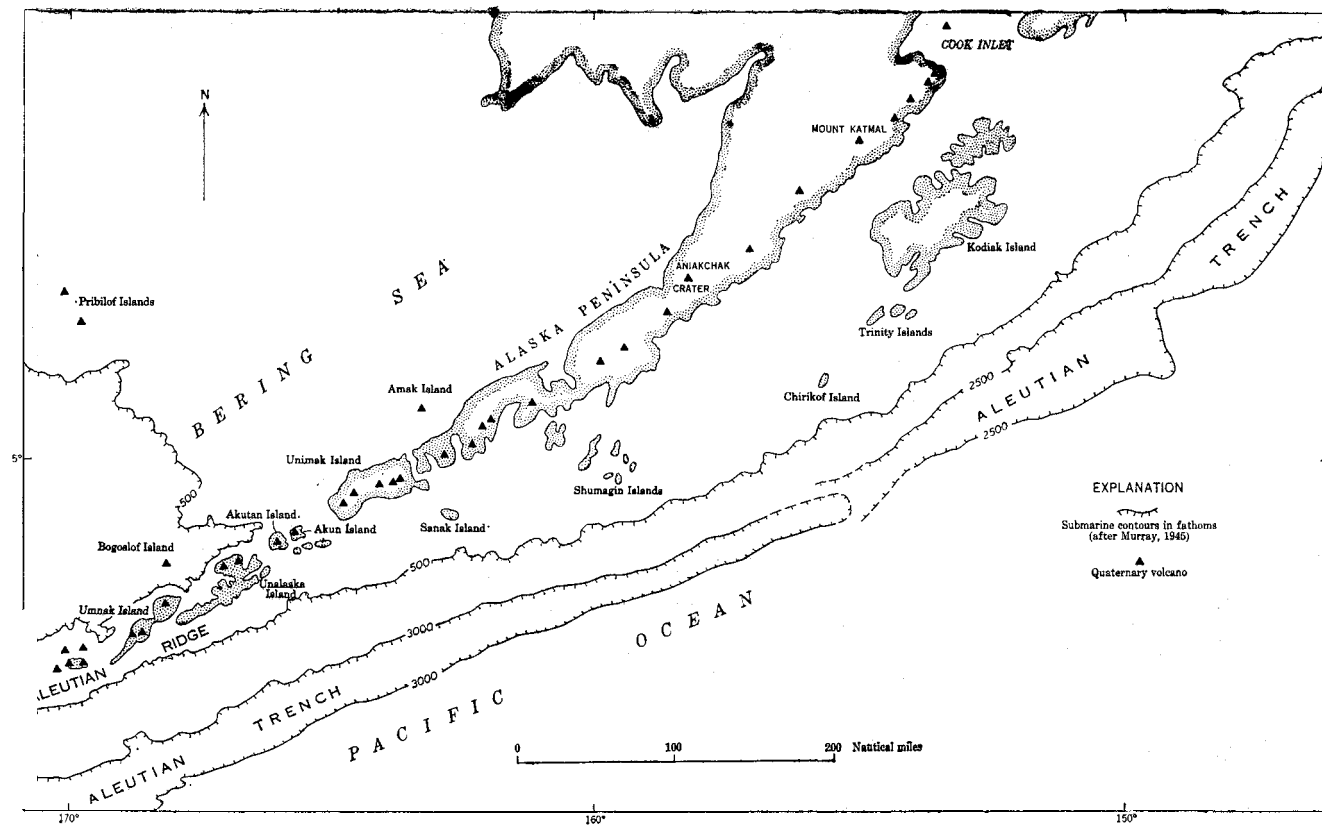 N
COOK INLET
MOUNT KATMAI
Kodiak Island
TRENCH
ALASKA PENINSULA
ANIAKCHAK
CRATER
Pribilof Islands
BERING SEA
Trinity Islands
2500
ALEUTIAN
2500
Amak Island
Chirikof Island
5°
500
Unimak Island
Shumagin Islands
EXPLANATION
Submarine contours in fathoms
(after Murray, 1945)
Quaternary volcano
Akutan Island
Akun Island
Sanak Island
Bogoslof Island
500
Unalaska
Island
Umnak Island
RIDGE
3000
PACIFIC OCEAN
ALEUTIAN
TRENCH
3000
ALEUTIAN
0 100 200 Nautical miles
170° 160° 150°